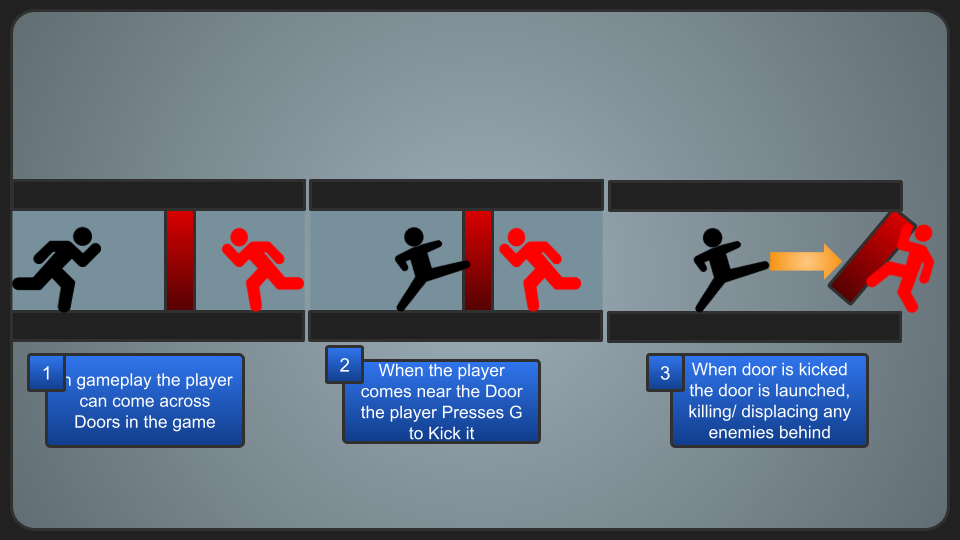 1
n gameplay the player
can come across
Doors in the game
2
When the player
comes near the Door
the player Presses G
to Kick it
3
When door is kicked
the door is launched,
killing/ displacing any
enemies behind